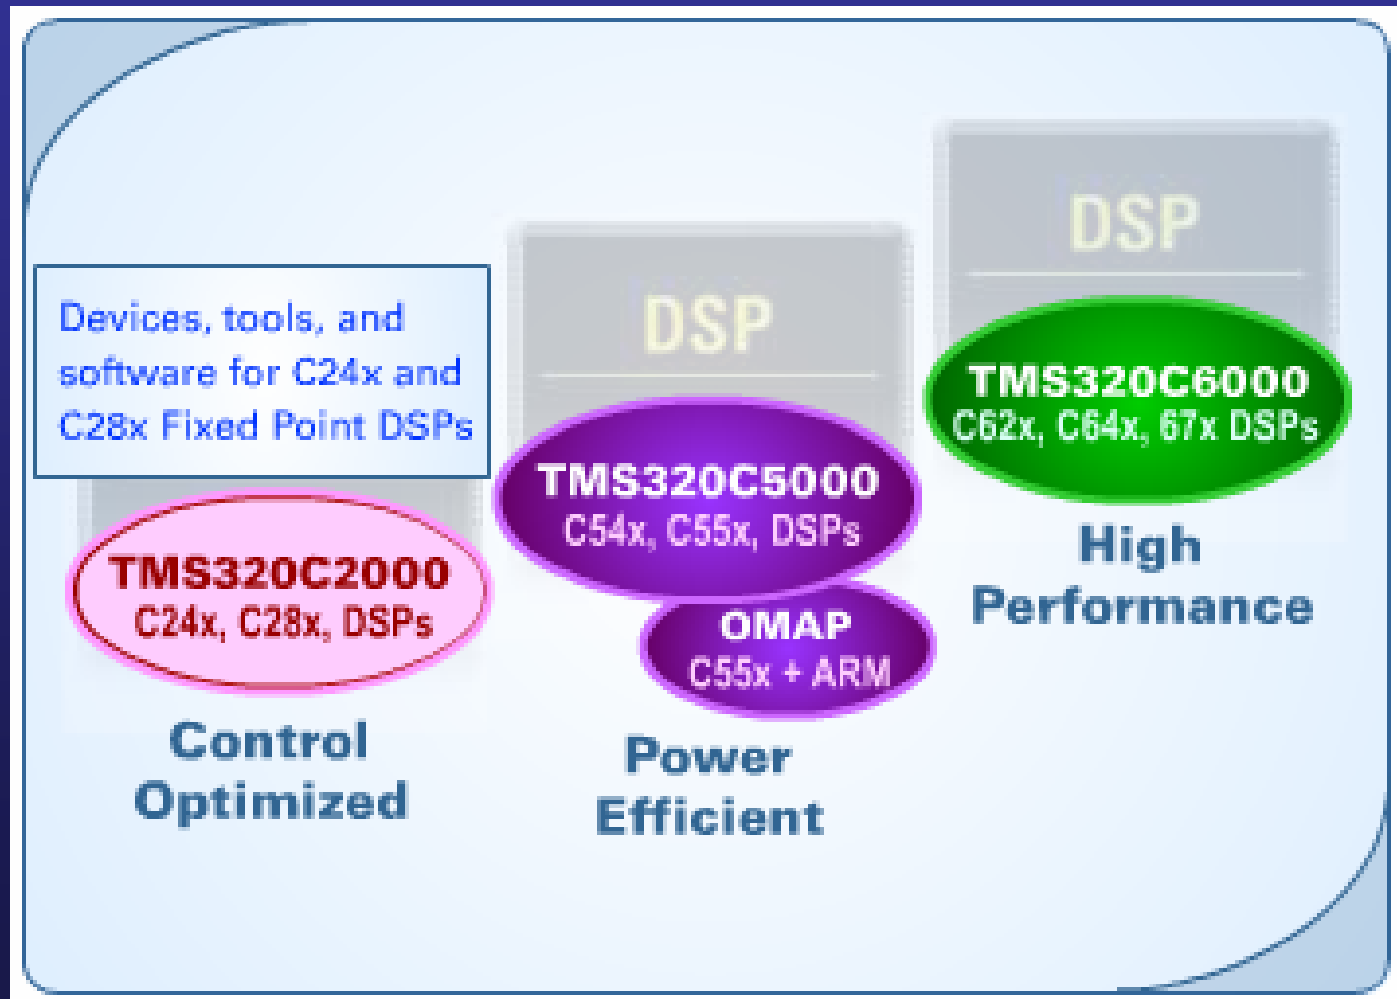 Devices, tools, and
software for C24x and
C28x Fixed Point DSPs
TMS320C2000
C24x, C28x, DSPs
Control
Optimized
DSP
TMS320C5000
C54x, C55x, DSPs
OMAP
C55x + ARM
Power
Efficient
DSP
TMS320C6000
C62x, C64x, 67x DSPs
High
Performance